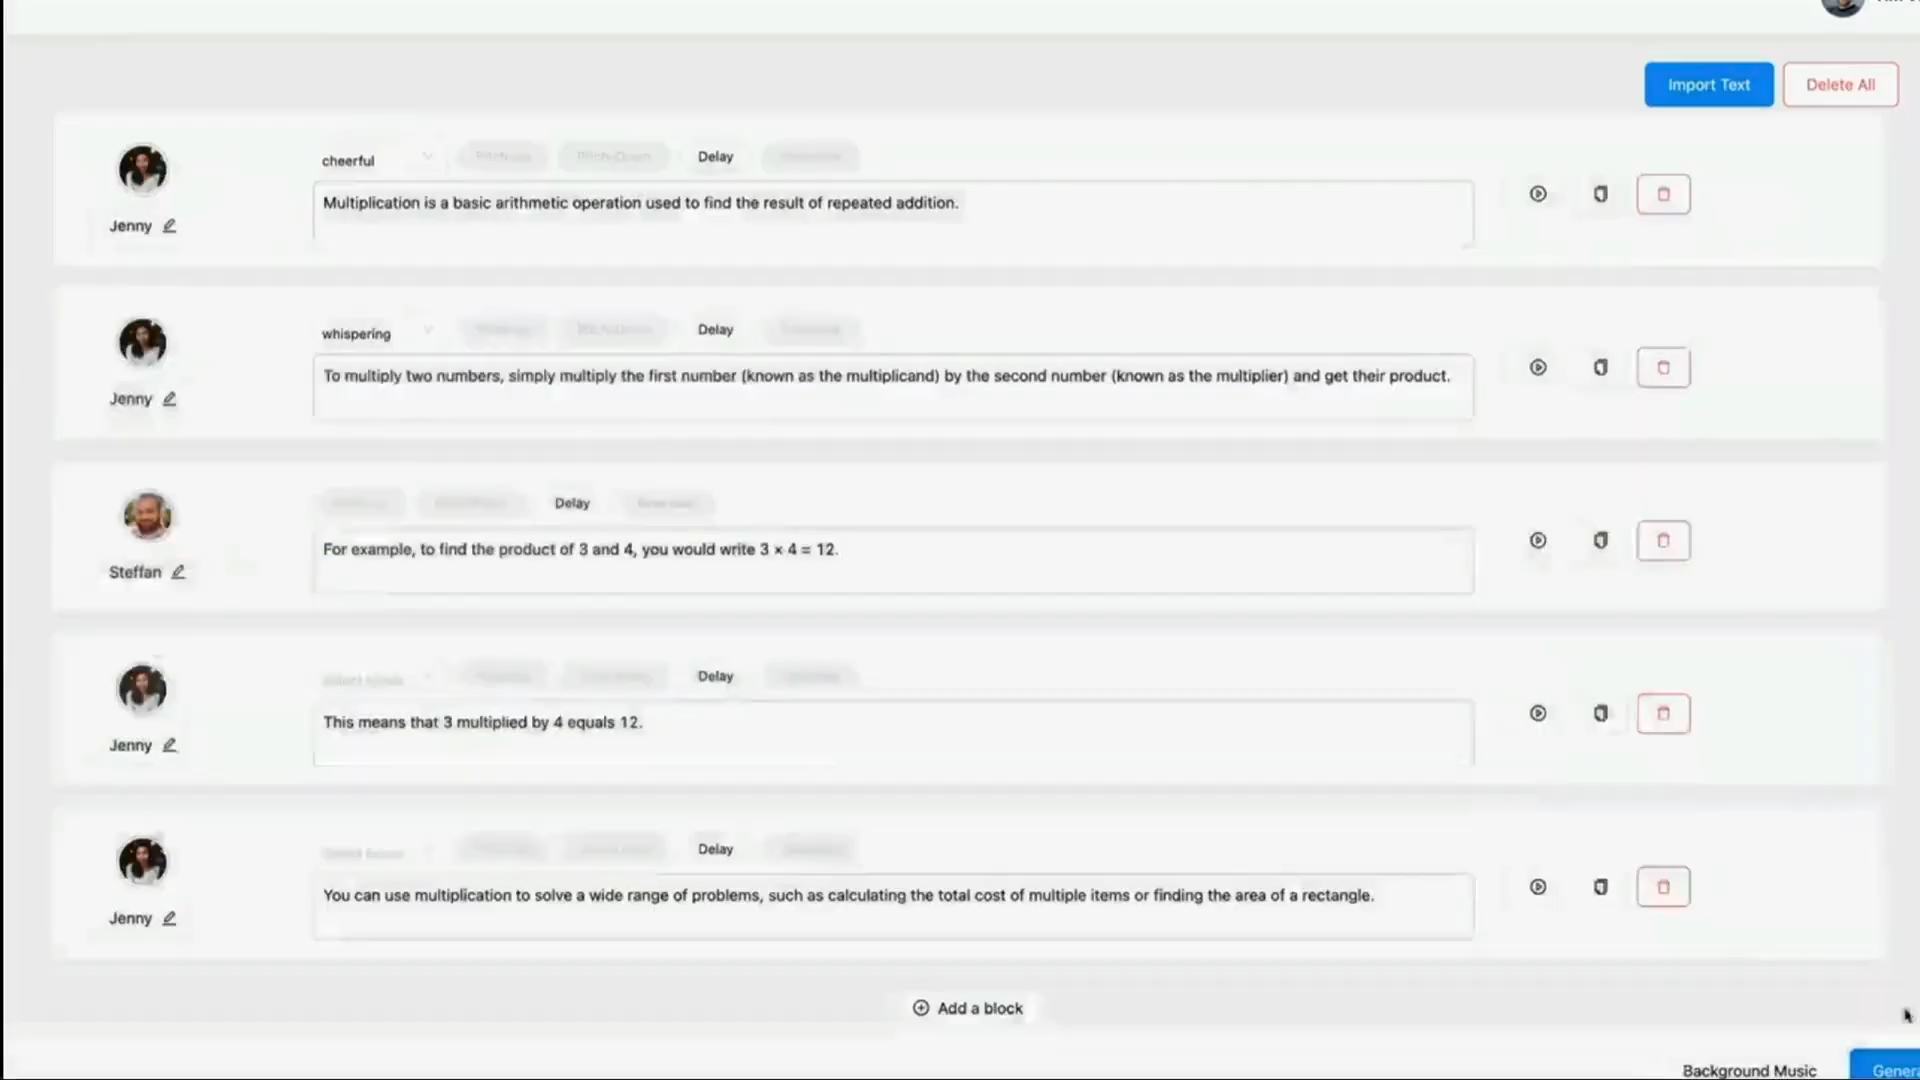 Import Text
Delete All
cheerful
Delay
Multiplication is a basic arithmetic operation used to find the result of repeated addition.
Jenny
whispering
Delay
To multiply two numbers, simply multiply the first number (known as the multiplicand) by the second number (known as the multiplier) and get their product.
Jenny
Delay
For example, to find the product of 3 and 4, you would write 3 × 4 = 12.
Steffan
Delay
This means that 3 multiplied by 4 equals 12.
Jenny
Delay
You can use multiplication to solve a wide range of problems, such as calculating the total cost of multiple items or finding the area of a rectangle.
Jenny
Add a block
Background Music